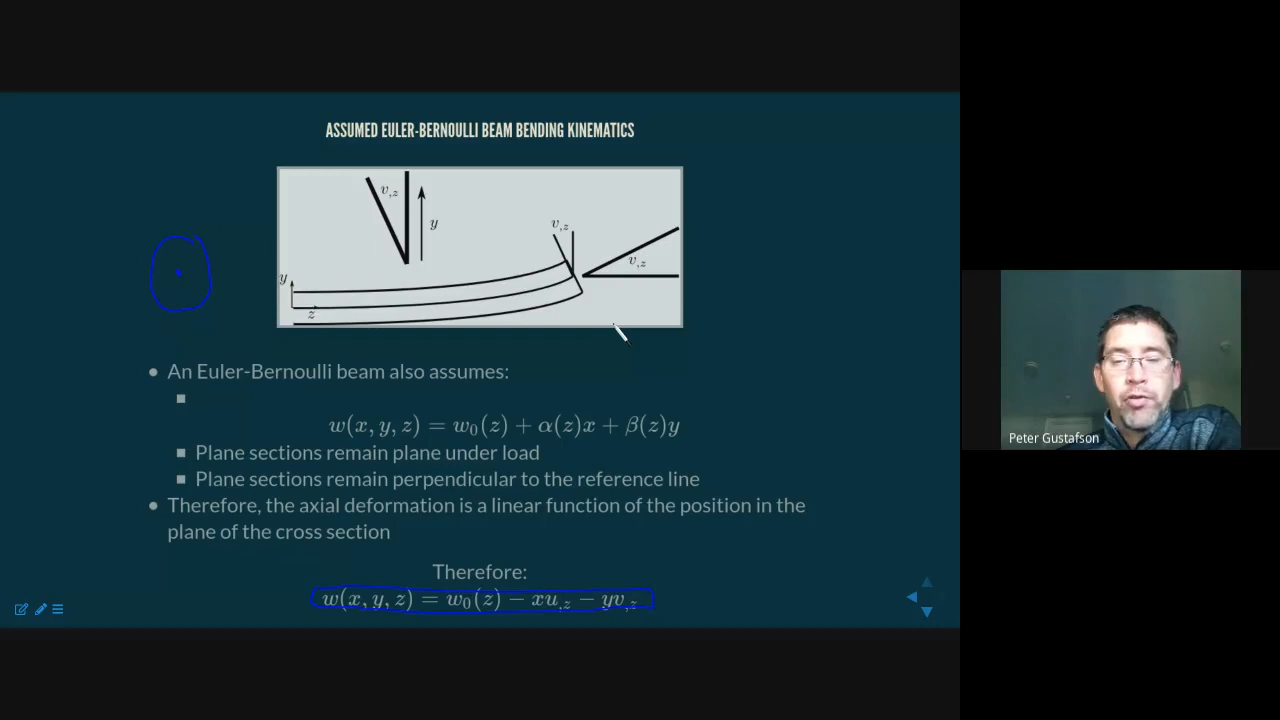 ASSUMED EULER-BERNOULLI BEAM BENDING KINEMATICS
v,z
y
v,z
v,z
y
z
• An Euler-Bernoulli beam also assumes:
▪
w(x, y, z) = w₀(z) + α(z)x + β(z)y
▪ Plane sections remain plane under load
▪ Plane sections remain perpendicular to the reference line
• Therefore, the axial deformation is a linear function of the position in the
plane of the cross section
Therefore:
w(x, y, z) = w₀(z) − xu,z − yv,z
Peter Gustafson